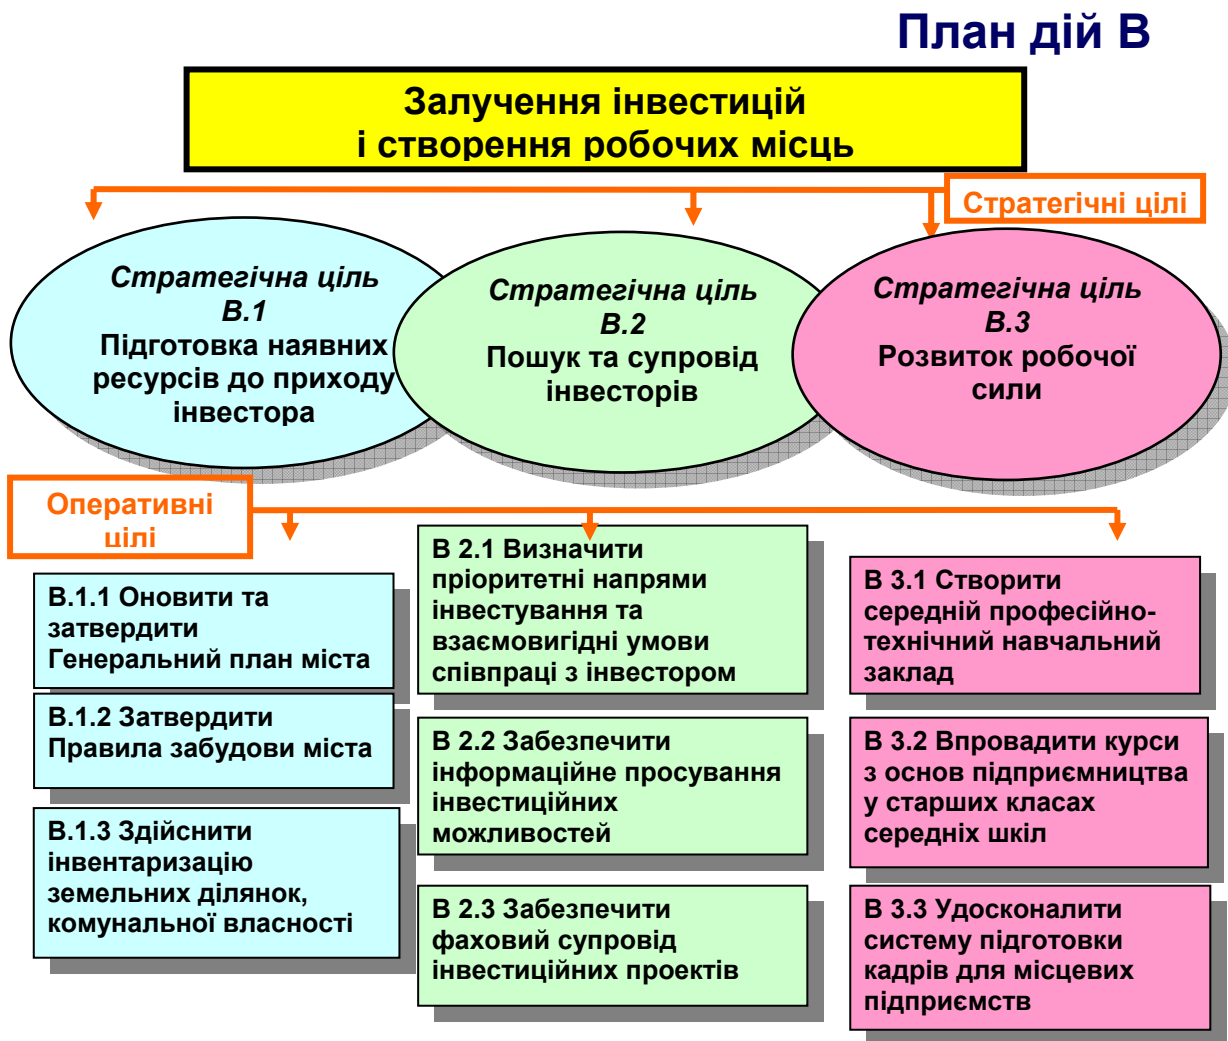 План дій В
Залучення інвестицій
і створення робочих місць
Стратегічні цілі
Стратегічна ціль
В.1
Підготовка наявних
ресурсів до приходу
інвестора
Стратегічна ціль
В.2
Пошук та супровід
інвесторів
Стратегічна ціль
В.3
Розвиток робочої
сили
Оперативні
цілі
В.1.1 Оновити та
затвердити
Генеральний план міста
В.1.2 Затвердити
Правила забудови міста
В.1.3 Здійснити
інвентаризацію
земельних ділянок,
комунальної власності
В 2.1 Визначити
пріоритетні напрями
інвестування та
взаємовигідні умови
співпраці з інвестором
В 2.2 Забезпечити
інформаційне просування
інвестиційних
можливостей
В 2.3 Забезпечити
фаховий супровід
інвестиційних проектів
В 3.1 Створити
середній професійно-
технічний навчальний
заклад
В 3.2 Впровадити курси
з основ підприємництва
у старших класах
середніх шкіл
В 3.3 Удосконалити
систему підготовки
кадрів для місцевих
підприємств